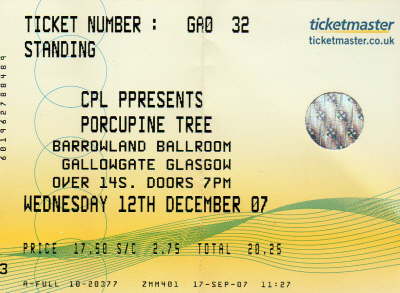 TICKET NUMBER : GA0 32
STANDING
ticketmaster
ticketmaster.co.uk
CPL PPRESENTS
PORCUPINE TREE
BARROWLAND BALLROOM
GALLOWGATE GLASGOW
OVER 14S. DOORS 7PM
WEDNESDAY 12TH DECEMBER 07
PRICE 17.50 S/C 2.75 TOTAL 20.25
3
A-FULL 10-20377 ZMM401 17-SEP-07 11:27
601962788489